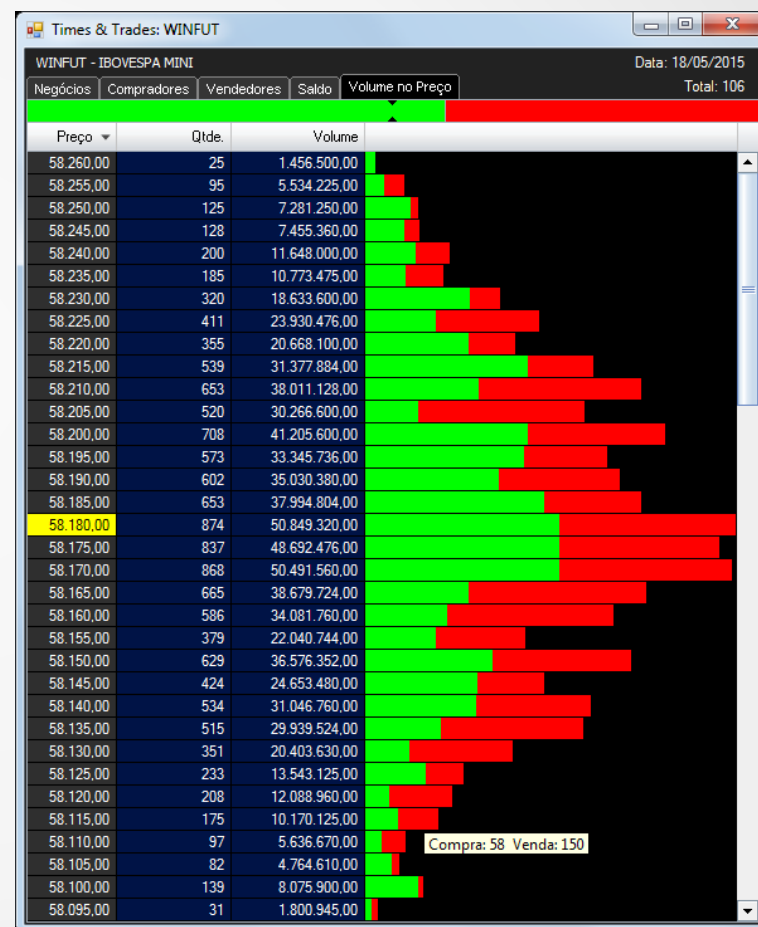 Times & Trades: WINFUT
WINFUT - IBOVESPA MINI Data: 18/05/2015
Negócios Compradores Vendedores Saldo Volume no Preço Total: 106
Preço Qtde. Volume
58.260,00 25 1.456.500,00
58.255,00 95 5.534.225,00
58.250,00 125 7.281.250,00
58.245,00 128 7.455.360,00
58.240,00 200 11.648.000,00
58.235,00 185 10.773.475,00
58.230,00 320 18.633.600,00
58.225,00 411 23.930.476,00
58.220,00 355 20.668.100,00
58.215,00 539 31.377.884,00
58.210,00 653 38.011.128,00
58.205,00 520 30.266.600,00
58.200,00 708 41.205.600,00
58.195,00 573 33.345.736,00
58.190,00 602 35.030.380,00
58.185,00 653 37.994.804,00
58.180,00 874 50.849.320,00
58.175,00 837 48.692.476,00
58.170,00 868 50.491.560,00
58.165,00 665 38.679.724,00
58.160,00 586 34.081.760,00
58.155,00 379 22.040.744,00
58.150,00 629 36.576.352,00
58.145,00 424 24.653.480,00
58.140,00 534 31.046.760,00
58.135,00 515 29.939.524,00
58.130,00 351 20.403.630,00
58.125,00 233 13.543.125,00
58.120,00 208 12.088.960,00
58.115,00 175 10.170.125,00
58.110,00 97 5.636.670,00 Compra: 58 Venda: 150
58.105,00 82 4.764.610,00
58.100,00 139 8.075.900,00
58.095,00 31 1.800.945,00